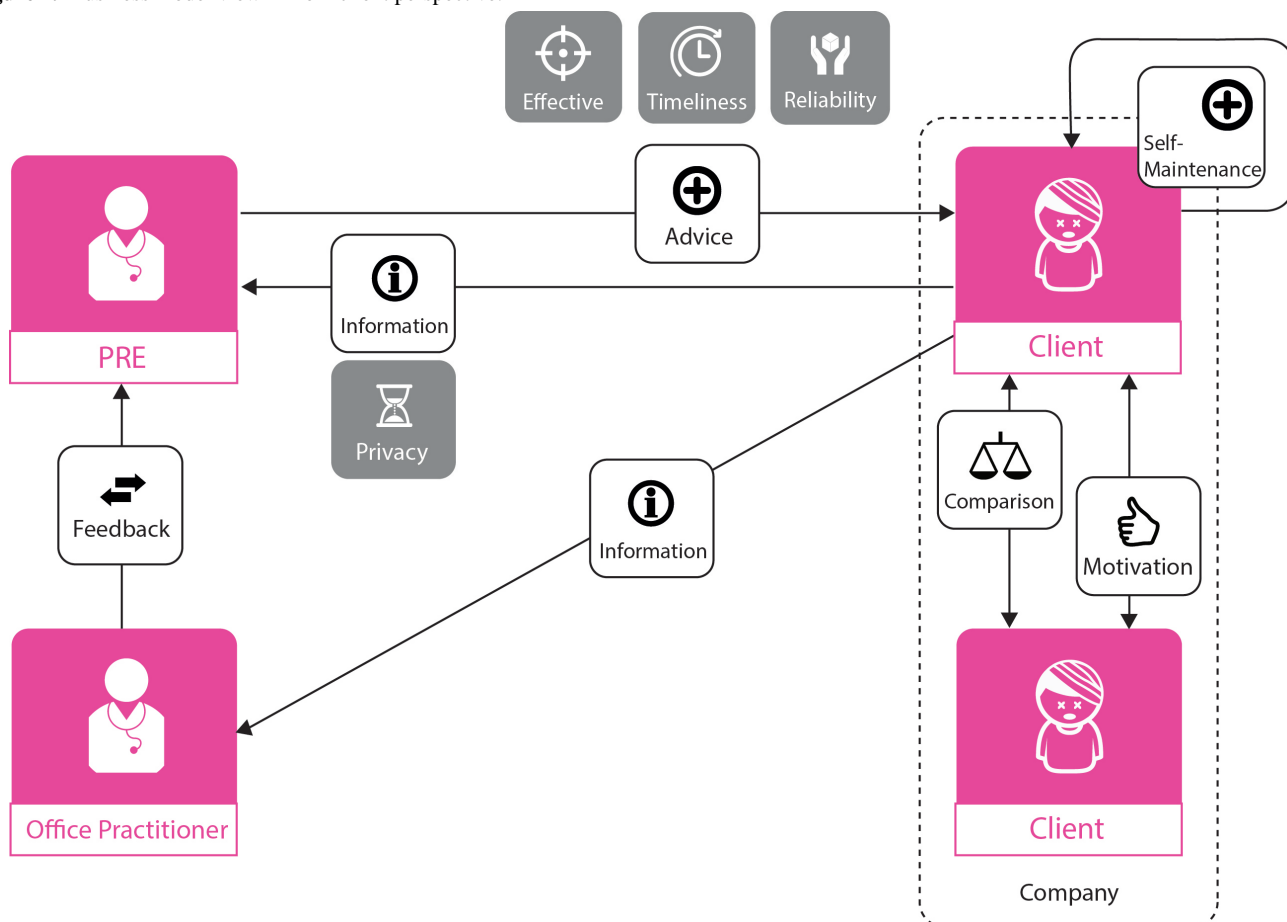 Effective
Timeliness
Reliability
Self-
Maintenance
Advice
Information
PRE
Client
Privacy
Feedback
Information
Comparison
Motivation
Office Practitioner
Client
Company